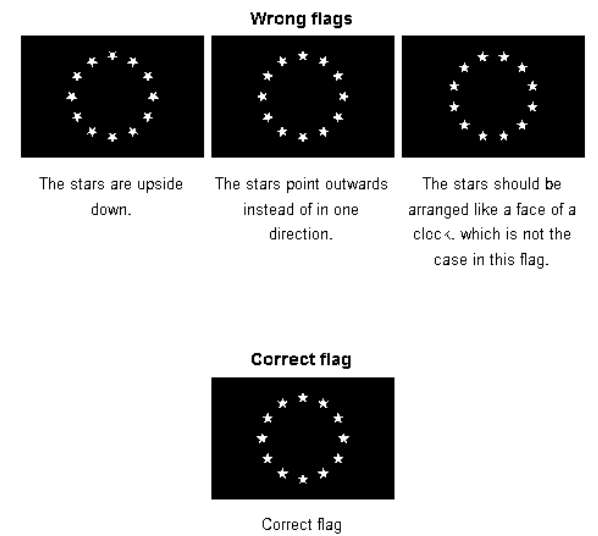 Wrong flags
The stars are upside
down.
The stars point outwards
instead of in one
direction.
The stars should be
arranged like a face of a
clock. which is not the
case in this flag.
Correct flag
Correct flag